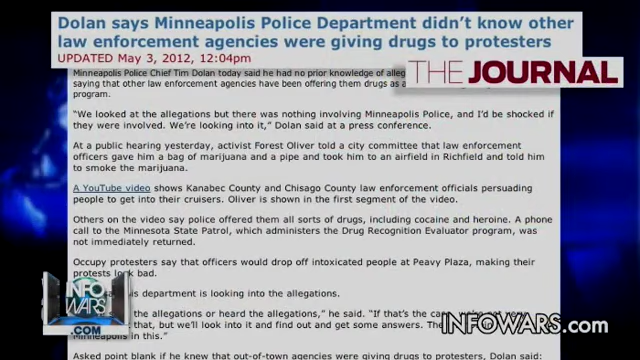 Dolan says Minneapolis Police Department didn't know other
law enforcement agencies were giving drugs to protesters
UPDATED May 3, 2012, 12:04pm
THE JOURNAL
Minneapolis Police Chief Tim Dolan today said he had no prior knowledge of
saying that other law enforcement agencies have been offering them drugs as
program.
"We looked at the allegations but there was nothing involving Minneapolis Police, and I'd be shocked if
they were involved. We're looking into it," Dolan said at a press conference.
At a public hearing yesterday, activist Forest Oliver told a city committee that law enforcement
officers gave him a bag of marijuana and a pipe and took him to an airfield in Richfield and told him
to smoke the marijuana.
A YouTube video shows Kanabec County and Chisago County law enforcement officials persuading
people to get into their cruisers. Oliver is shown in the first segment of the video.
Others on the video say police offered them all sorts of drugs, including cocaine and heroine. A phone
call to the Minnesota State Patrol, which administers the Drug Recognition Evaluator program, was
not immediately returned.
Occupy protesters say that officers would drop off intoxicated people at Peavy Plaza, making their
protests look bad.
his department is looking into the allegations.
the allegations or heard the allegations," he said. "If that's the
that, but we'll look into it and find out and get some answers.
Minneapolis in this."
Asked point blank if he knew that out-of-town agencies were giving drugs to protesters, Dolan said:
INFO
WARS
.COM
INFOWARS.com